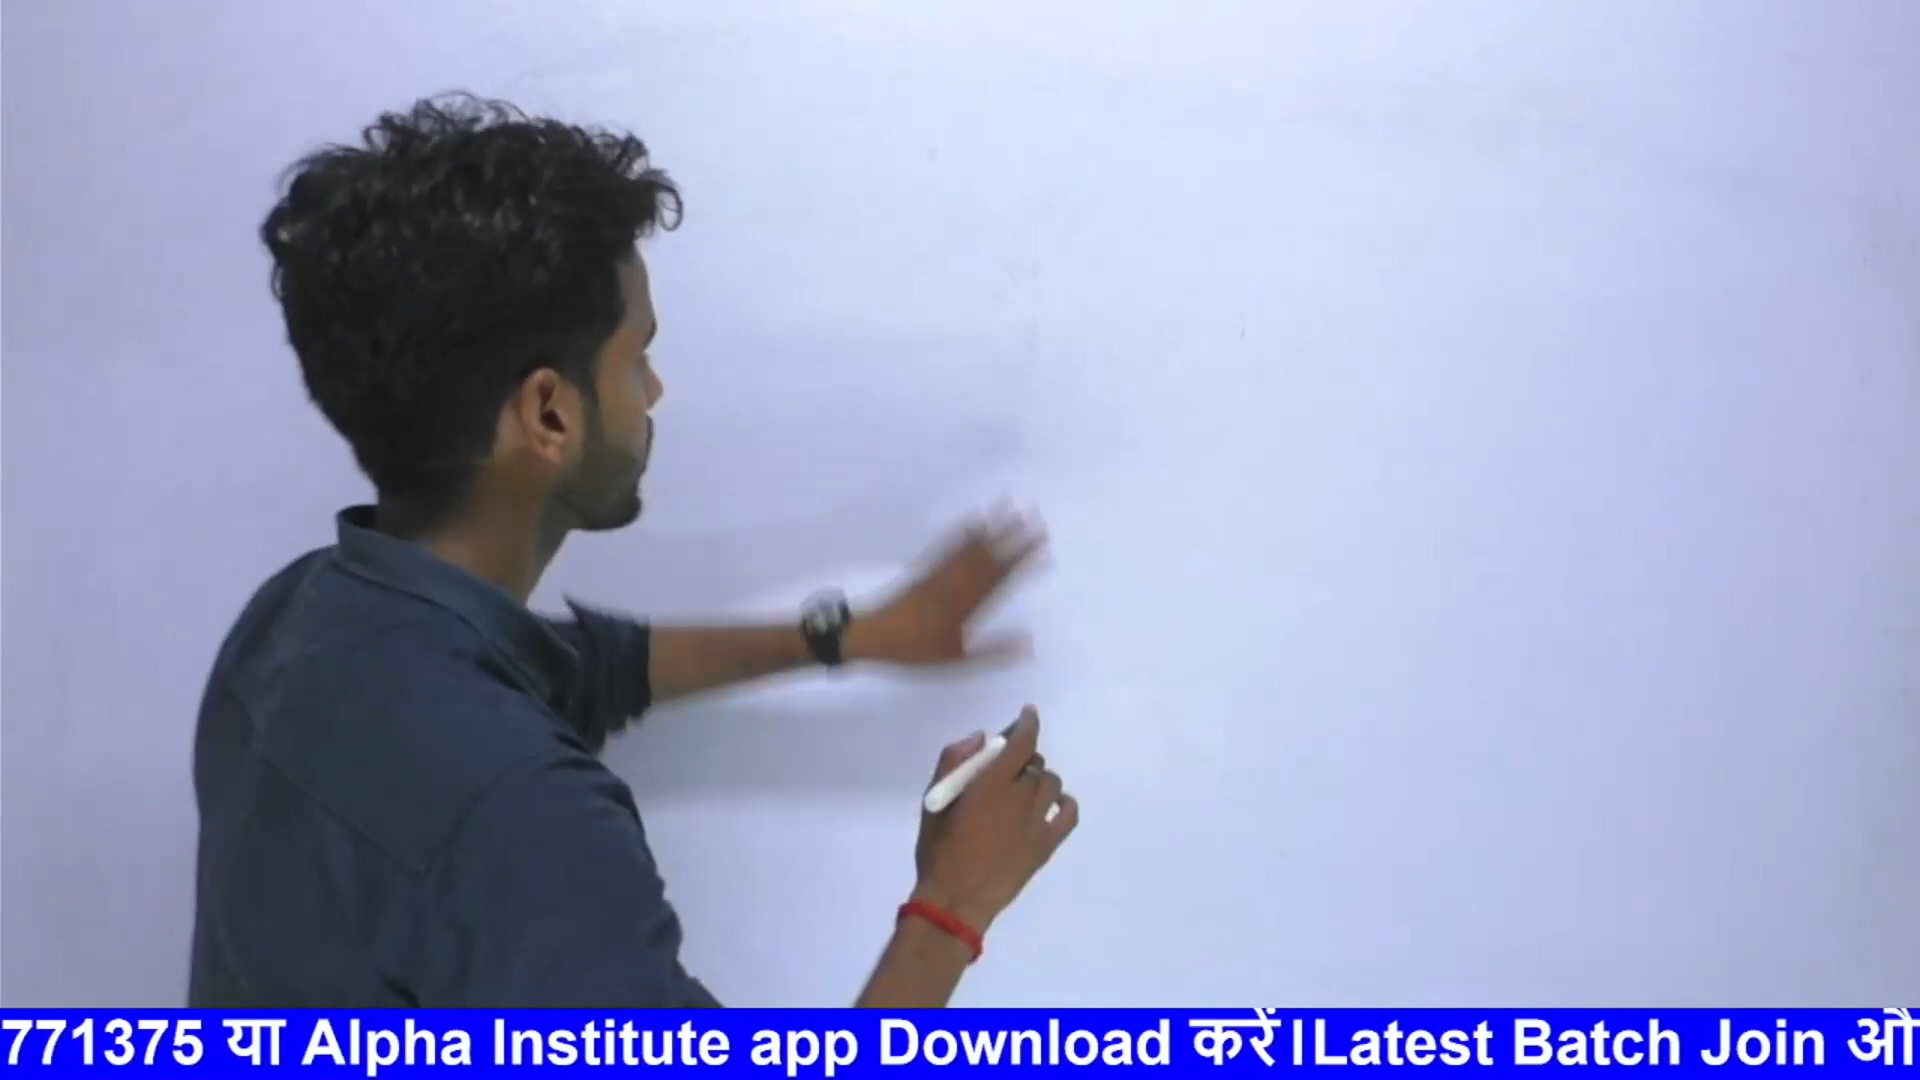 771375 या Alpha Institute app Download करें।Latest Batch Join औ